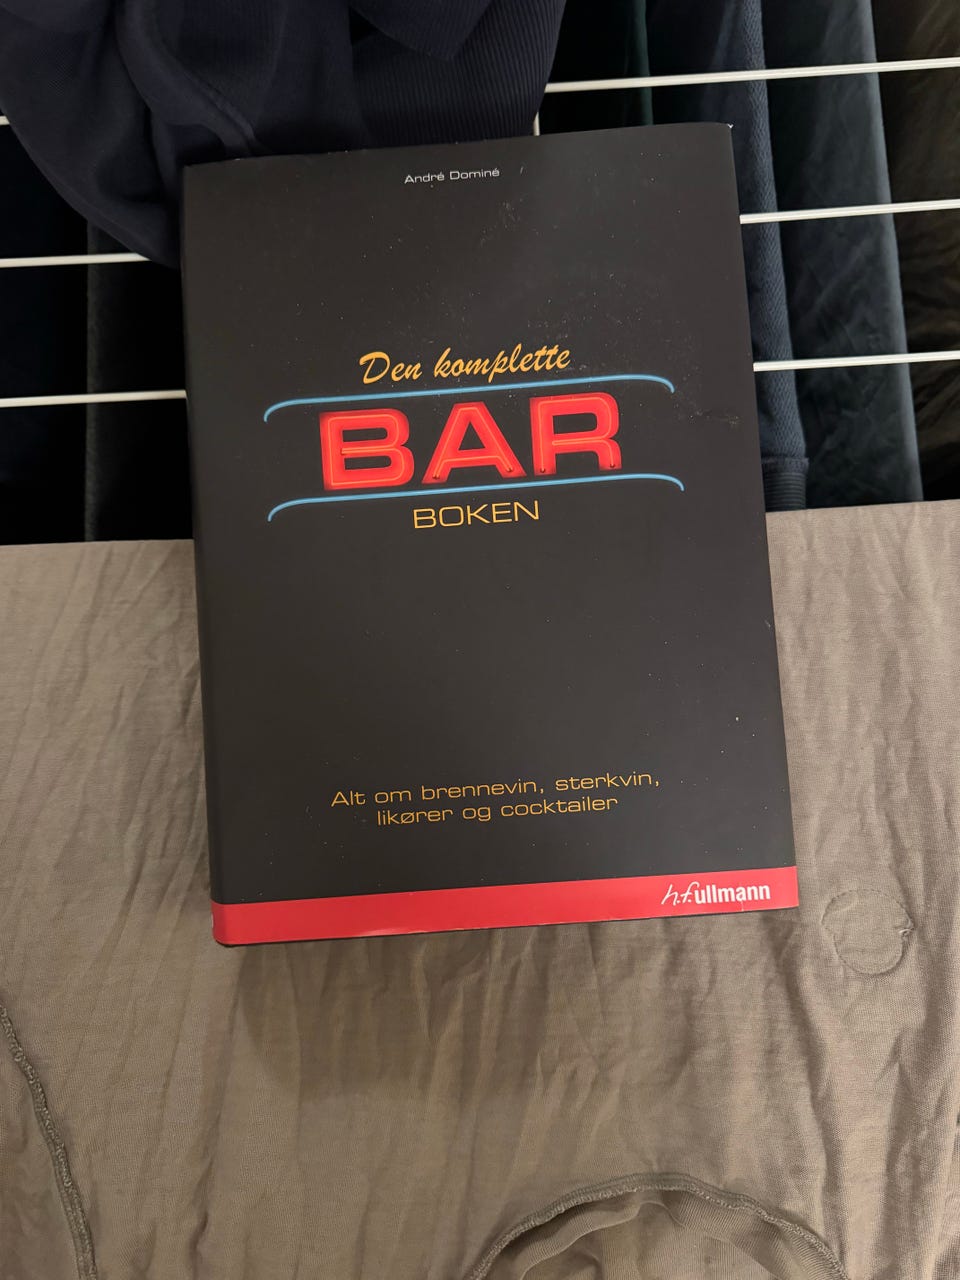 André Dominé
Den komplette
BAR
BOKEN
Alt om brennevin, sterkvin,
likører og cocktailer
h.f.ullmann